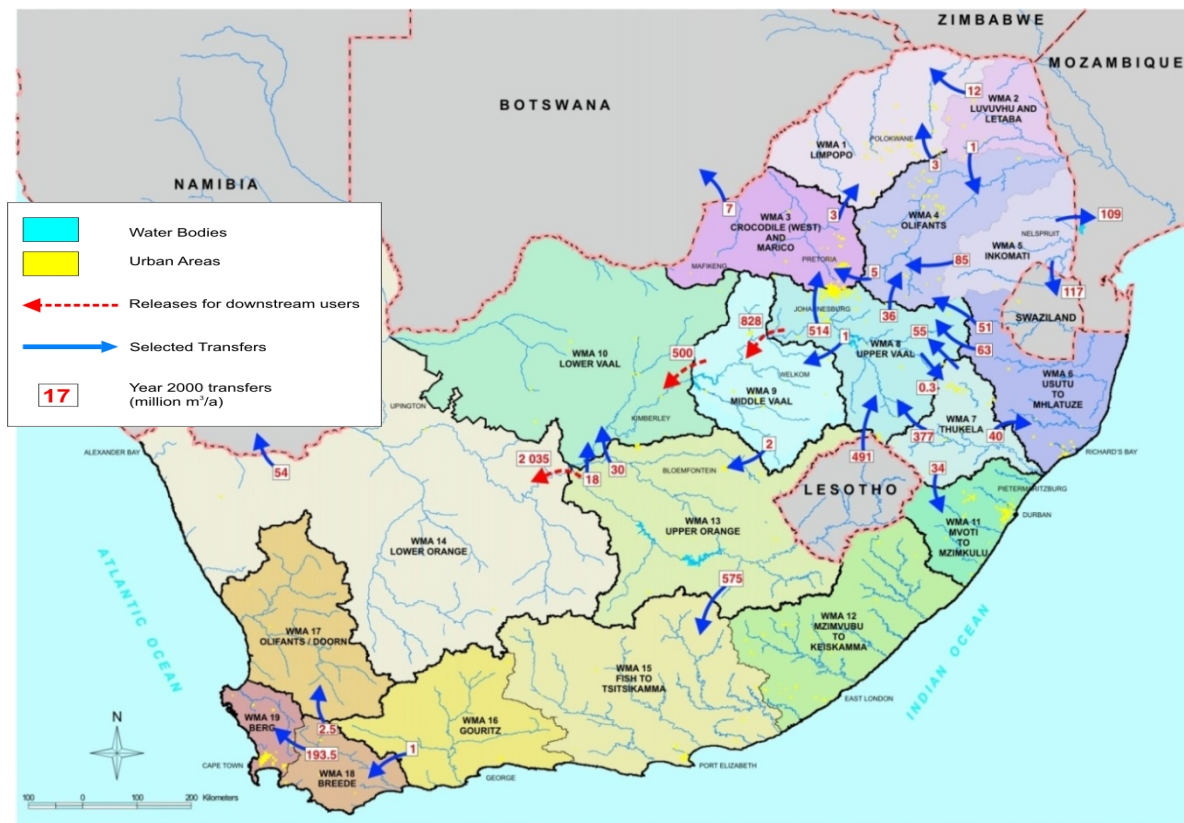 ZIMBABWE
MOZAMBIQUE
BOTSWANA
NAMIBIA
12
WMA 2
LUVUVHU AND
LETABA
POLOKWANE
WMA 1
LIMPOPO
3
1
7
3
WMA 3
CROCODILE (WEST)
AND
MARICO
WMA 4
OLIFANTS
109
NELSPRUIT
WMA 5
INKOMATI
PRETORIA
MAFIKENG
5
85
117
SWAZILAND
Water Bodies
Urban Areas
Releases for downstream users
Selected Transfers
17
Year 2000 transfers
(million m³/a)
JOHANNESBURG
828
514
36
51
55
63
1
WMA 8
UPPER VAAL
500
WMA 10
LOWER VAAL
WELKOM
WMA 9
MIDDLE VAAL
0.3
WMA 6
USUTU
TO
MHLATUZE
UPINGTON
KIMBERLEY
WMA 7
THUKELA
377
40
RICHARD'S BAY
ALEXANDER BAY
54
2 035
18
30
BLOEMFONTEIN
2
491
34
LESOTHO
PIETERMARITZBURG
DURBAN
WMA 11
MVOTI
TO
MZIMKULU
WMA 13
UPPER ORANGE
WMA 14
LOWER ORANGE
575
ATLANTIC OCEAN
INDIAN OCEAN
WMA 12
MZIMVUBU
TO
KEISKAMMA
WMA 17
OLIFANTS / DOORN
WMA 15
FISH TO
TSITSIKAMMA
EAST LONDON
WMA 19
BERG
2.5
WMA 16
GOURITZ
193.5
1
N
CAPE TOWN
WMA 18
BREEDE
GEORGE
PORT ELIZABETH
100 0 100 200 Kilometers